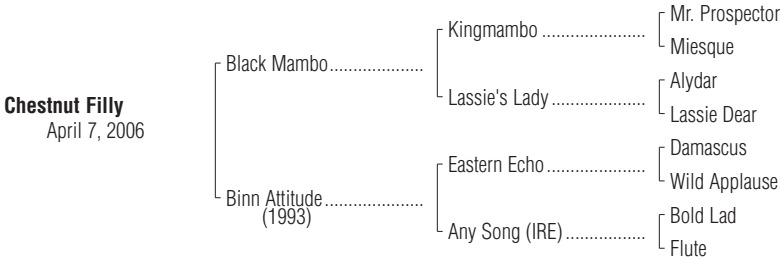 Chestnut Filly
April 7, 2006
Black Mambo....................
Binn Attitude.....................
(1993)
Kingmambo ......................
Lassie's Lady ...................
Eastern Echo.....................
Any Song (IRE).................
Mr. Prospector
Miesque
Alydar
Lassie Dear
Damascus
Wild Applause
Bold Lad
Flute